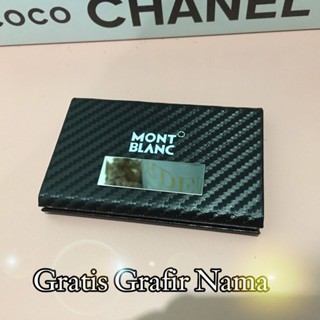 COCO
CHANEL
MONT
BLANC
Gratis Grafir Nama